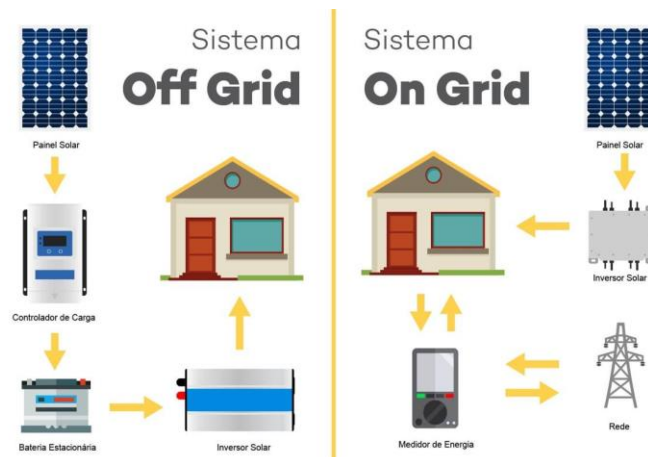 Sistema
Off Grid
Painel Solar
Controlador de Carga
Bateria Estacionária
Inversor Solar
Sistema
On Grid
Painel Solar
Inversor Solar
Medidor de Energia
Rede